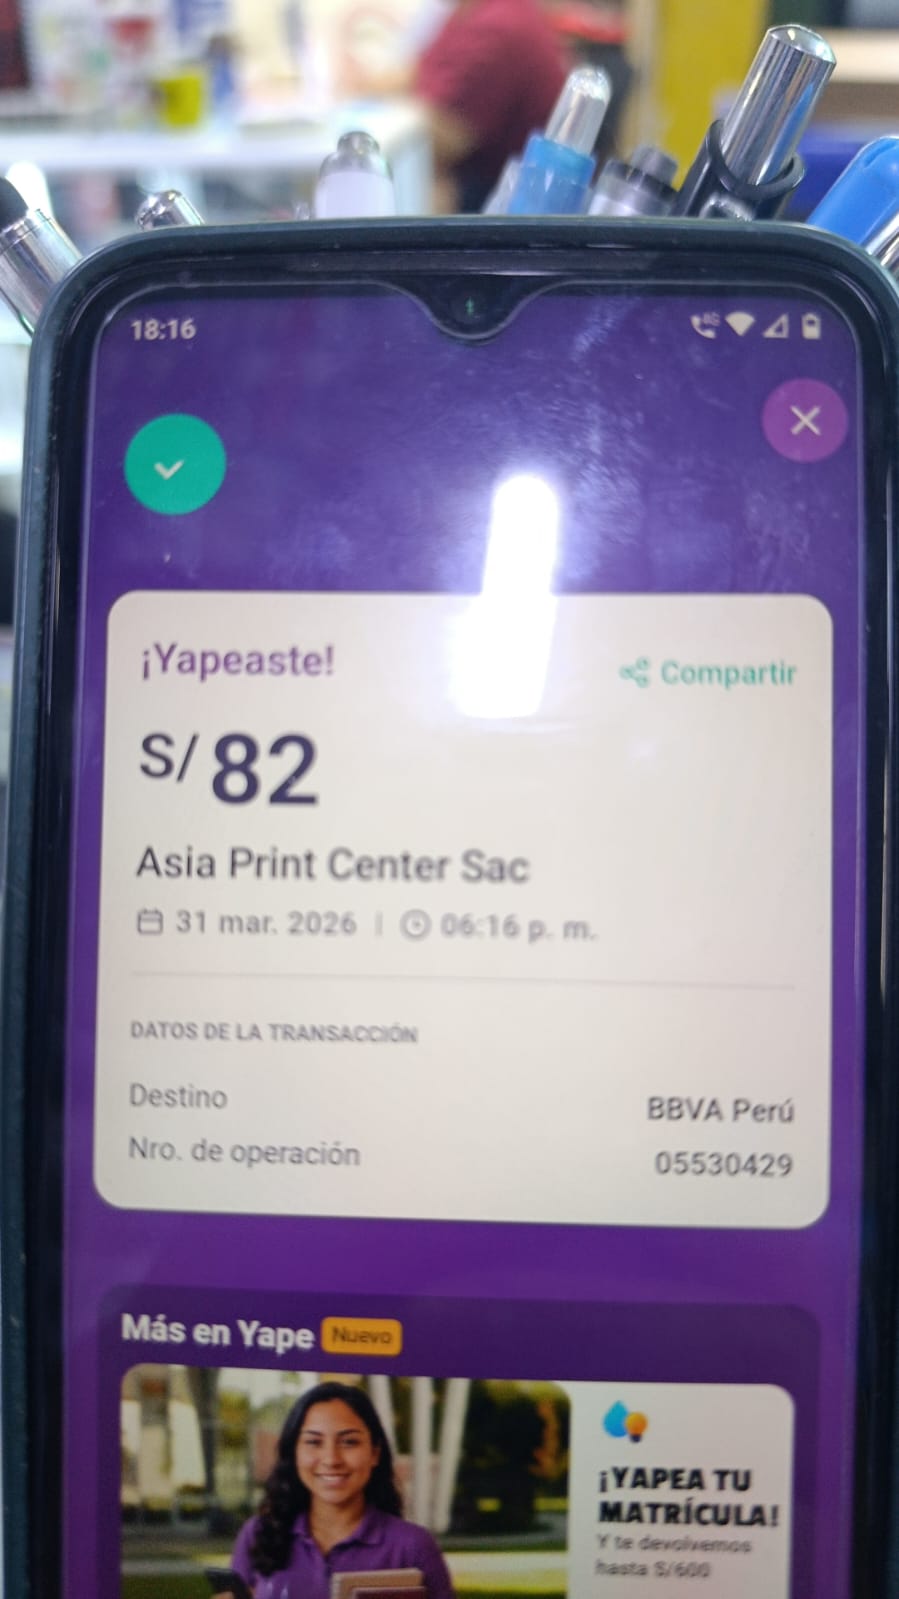 18:16
¡Yapeaste!
Compartir
S/ 82
Asia Print Center Sac
31 mar. 2026 | 06:16 p. m.
DATOS DE LA TRANSACCIÓN
Destino BBVA Perú
Nro. de operación 05530429
Más en Yape Nuevo
¡YAPEA TU
MATRÍCULA!
Y te devolvemos
hasta S/600